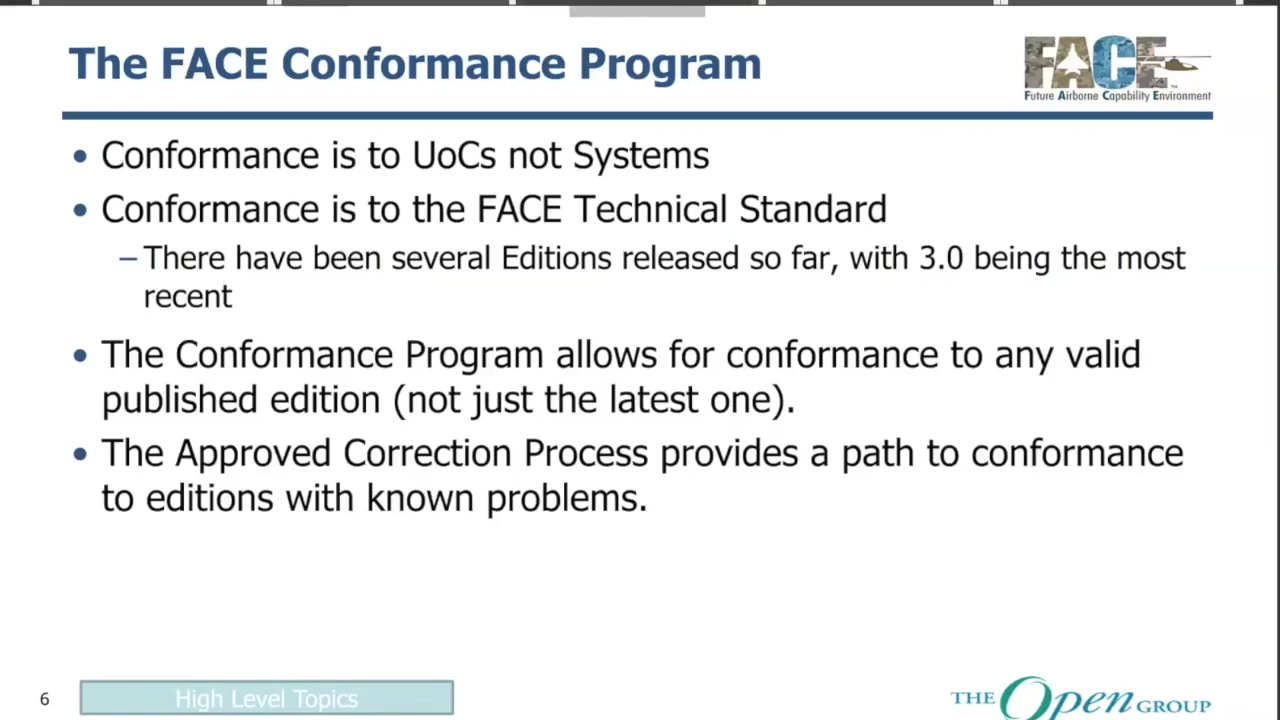 The FACE Conformance Program
FACE
Future Airborne Capability Environment
• Conformance is to UoCs not Systems
• Conformance is to the FACE Technical Standard
– There have been several Editions released so far, with 3.0 being the most
recent
• The Conformance Program allows for conformance to any valid
published edition (not just the latest one).
• The Approved Correction Process provides a path to conformance
to editions with known problems.
6
High Level Topics
THE Open GROUP